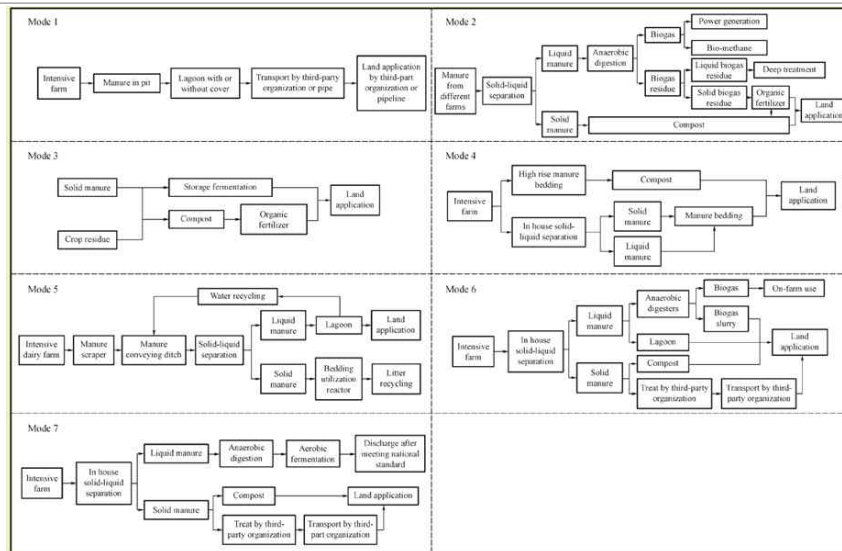 Mode 1
Intensive
farm
Manure in pit
Lagoon with or
without cover
Transport by third-party
organization or pipe
Land application
by third-part
organization or
pipeline
Mode 2
Manure
from
different
farms
Solid-liquid
separation
Liquid
manure
Anaerobic
digestion
Biogas
Power generation
Bio-methane
Biogas
residue
Liquid biogas
residue
Deep treatment
Solid biogas
residue
Organic
fertilizer
Land
application
Solid
manure
Compost
Mode 3
Solid manure
Storage fermentation
Land
application
Compost
Organic
fertilizer
Crop residue
Mode 4
Intensive
farm
High rise manure
bedding
Compost
Land
application
In house solid-
liquid separation
Solid
manure
Manure bedding
Liquid
manure
Mode 5
Water recycling
Intensive
dairy farm
Manure
scraper
Manure
conveying ditch
Solid-liquid
separation
Liquid
manure
Lagoon
Land
application
Solid
manure
Bedding
utilization
reactor
Litter
recycling
Mode 6
Intensive
farm
In house
solid-liquid
separation
Liquid
manure
Anaerobic
digesters
Biogas
On-farm use
Biogas
slurry
Lagoon
Land
application
Solid
manure
Compost
Treat by third-party
organization
Transport by third-
party organization
Mode 7
Intensive
farm
In house
solid-liquid
separation
Liquid manure
Anaerobic
digestion
Aerobic
fermentation
Discharge after
meeting national
standard
Solid manure
Compost
Land application
Treat by third-
party organization
Transport by third-
part organization